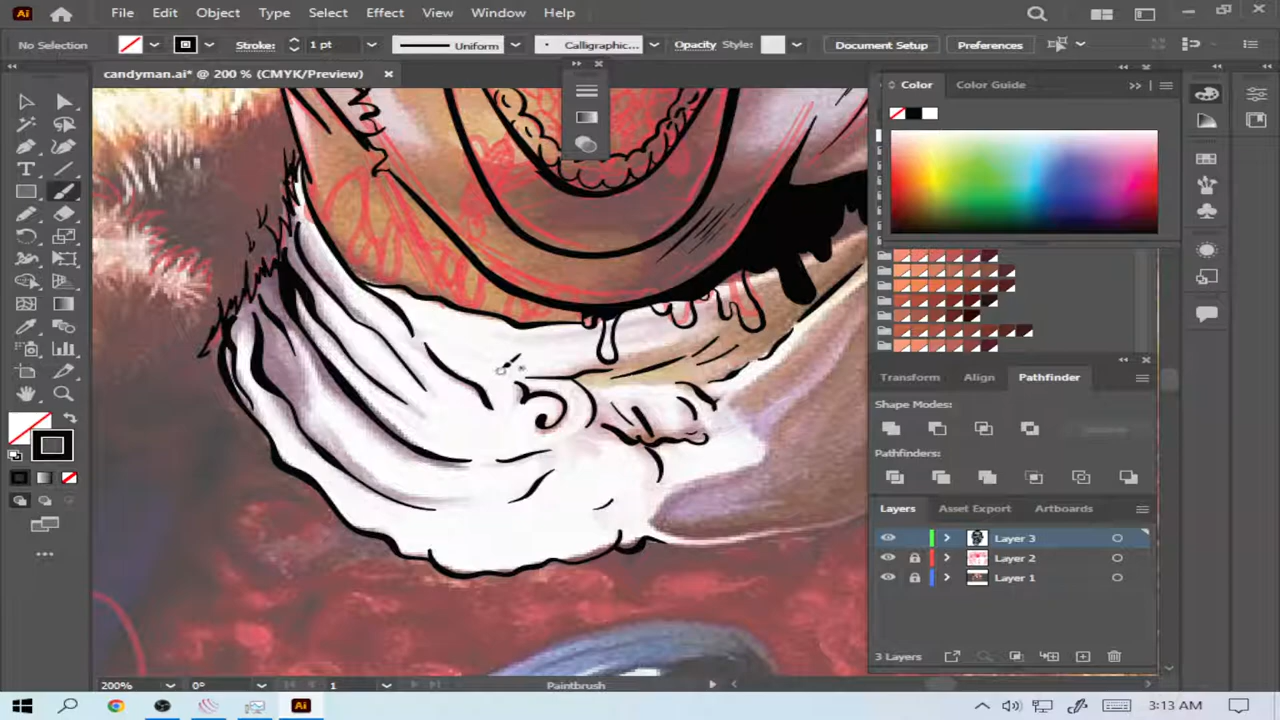 Ai File Edit Object Type Select Effect View Window Help
No Selection Stroke: 1 pt Uniform Calligraphic... Opacity Style: Document Setup Preferences
candyman.ai* @ 200 % (CMYK/Preview)
Color Color Guide
Transform Align Pathfinder
Shape Modes:
Pathfinders:
Layers Asset Export Artboards
Layer 3
Layer 2
Layer 1
3 Layers
200% 0° 1 Paintbrush
Ai 3:13 AM